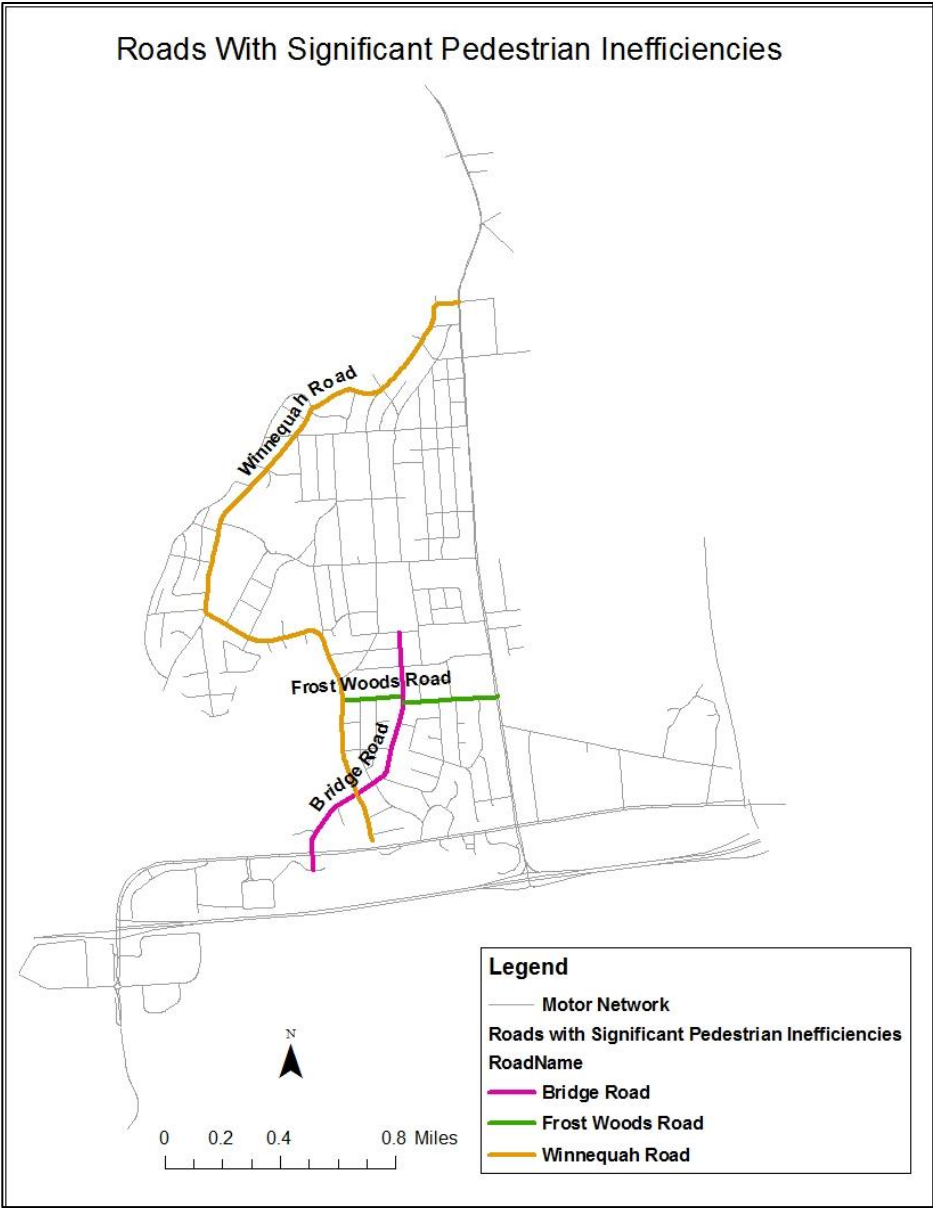 Roads With Significant Pedestrian Inefficiencies
Winnequah Road
Frost Woods Road
Bridge Road
Legend
Motor Network
Roads with Significant Pedestrian Inefficiencies
RoadName
Bridge Road
Frost Woods Road
Winnequah Road
N
0 0.2 0.4 0.8 Miles